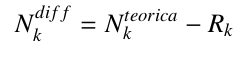 N_k^{diff} = N_k^{teorica} − R_k